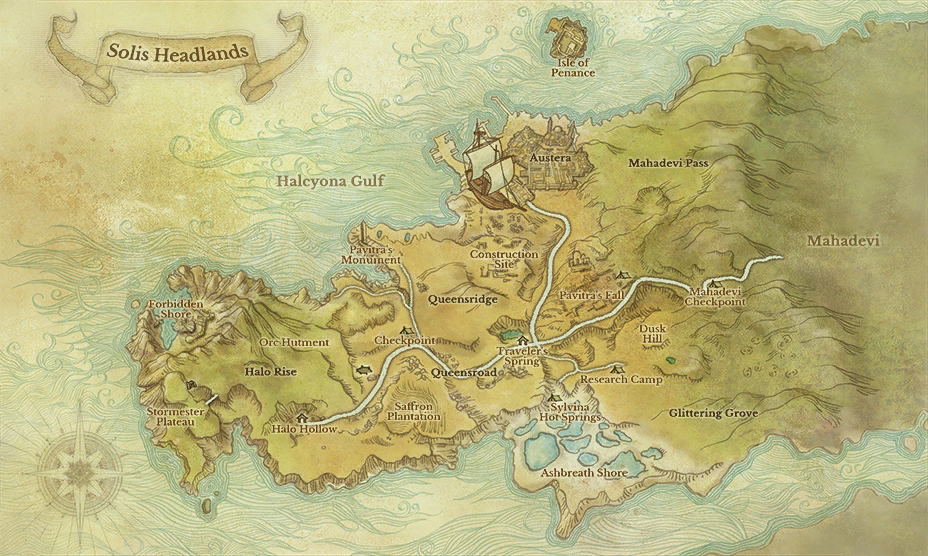 Solis Headlands
Isle of
Penance
Austera
Mahadevi Pass
Halcyona Gulf
Mahadevi
Pavitra's
Monument
Construction
Site
Pavitra's Fall
Mahadevi
Checkpoint
Queensridge
Forbidden
Shore
Orc Hutment
Checkpoint
Dusk
Hill
Traveler's
Spring
Halo Rise
Queensroad
Research Camp
Stormester
Plateau
Saffron
Plantation
Sylvina
Hot Springs
Glittering Grove
Halo Hollow
Ashbreath Shore